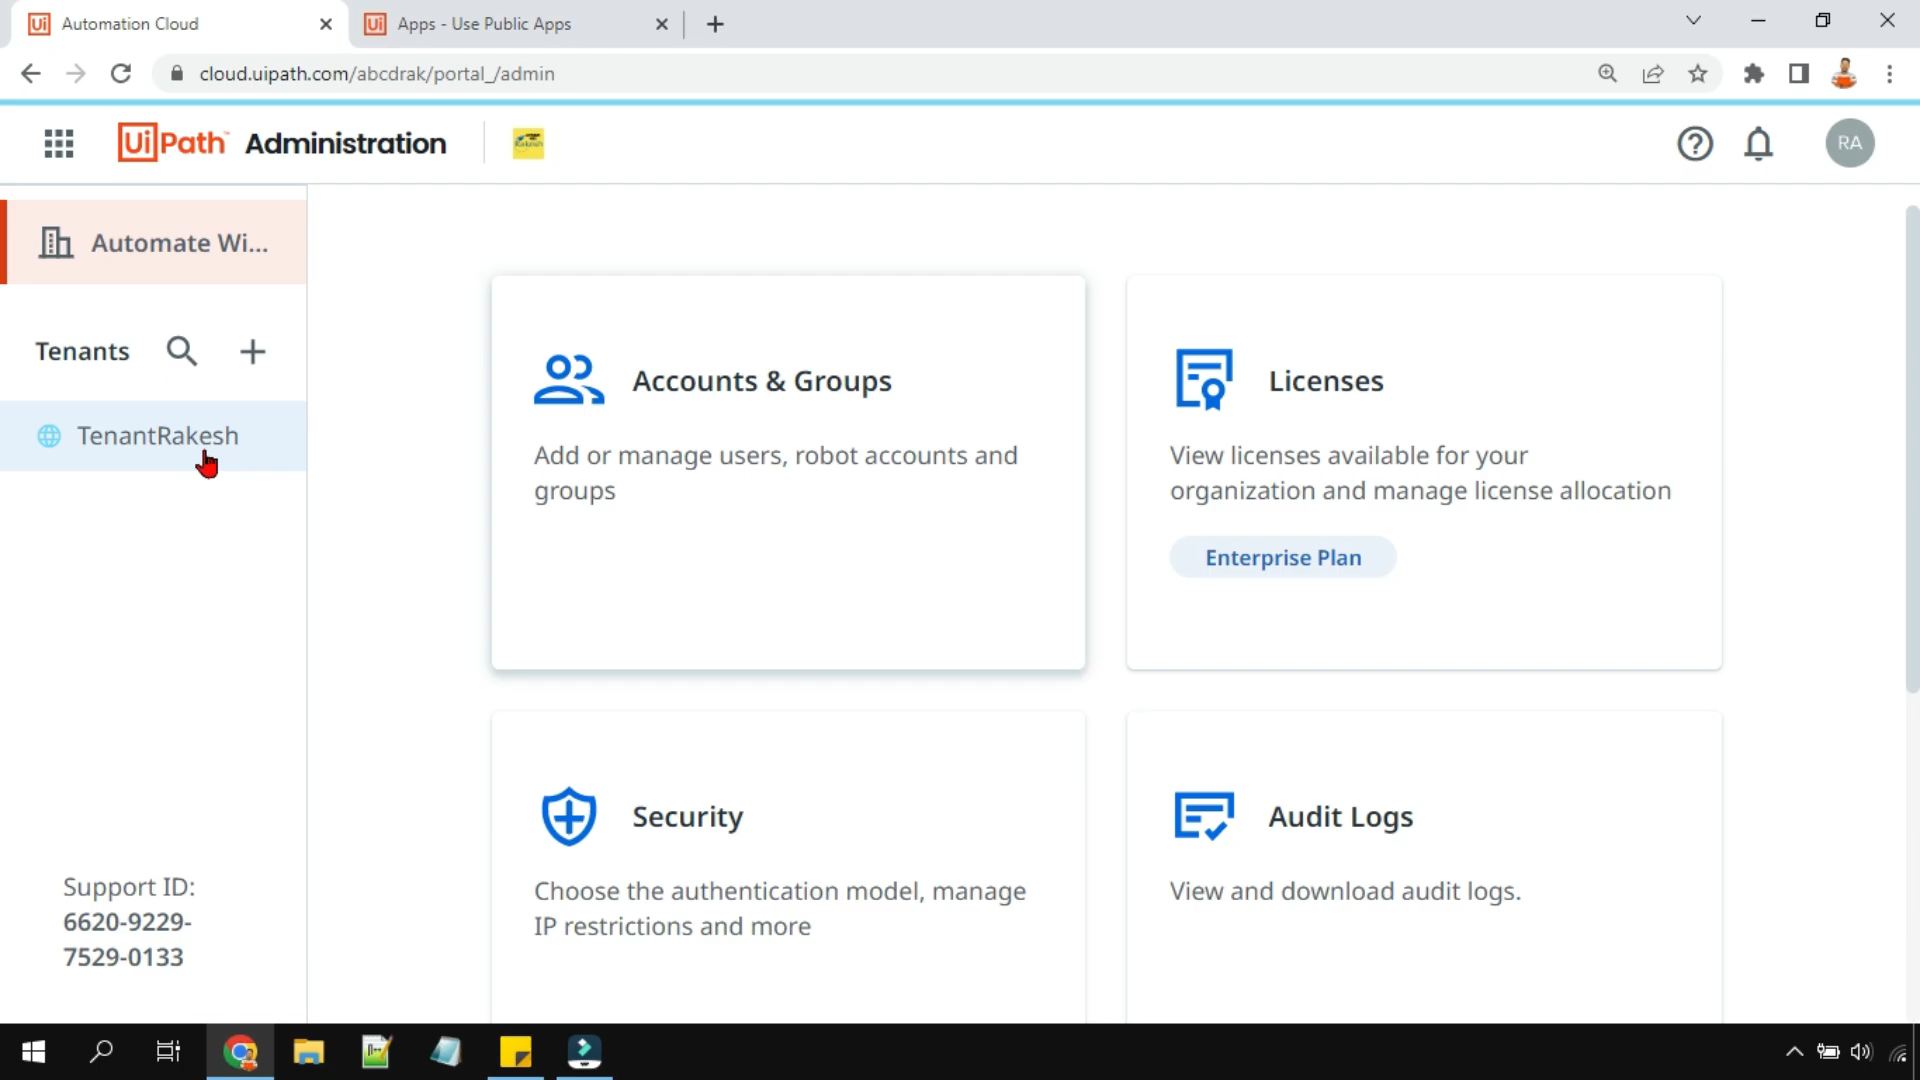 Ui Automation Cloud
Ui Apps - Use Public Apps
cloud.uipath.com/abcdrak/portal_/admin
UiPath™ Administration
RA
Automate Wi...
Tenants
TenantRakesh
Accounts & Groups
Add or manage users, robot accounts and
groups
Licenses
View licenses available for your
organization and manage license allocation
Enterprise Plan
Security
Choose the authentication model, manage
IP restrictions and more
Audit Logs
View and download audit logs.
Support ID:
6620-9229-
7529-0133